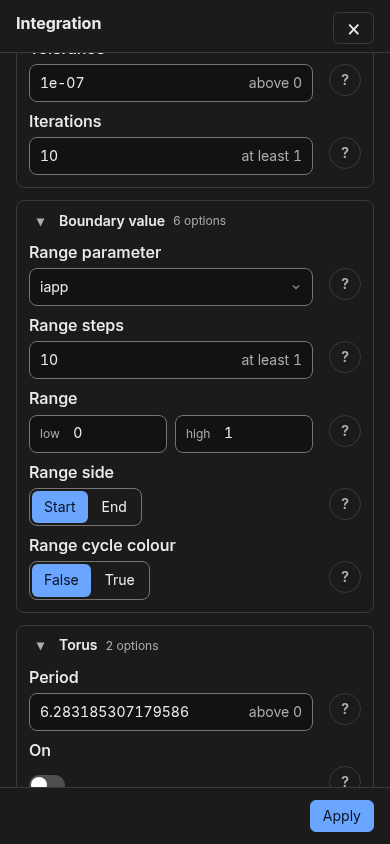 Integration ×
Tolerance
1e-07 above 0 ?
Iterations
10 at least 1 ?
▼ Boundary value 6 options
Range parameter
iapp ?
Range steps
10 at least 1 ?
Range
low 0 high 1 ?
Range side
Start End ?
Range cycle colour
False True ?
▼ Torus 2 options
Period
6.283185307179586 above 0 ?
On
?
Apply